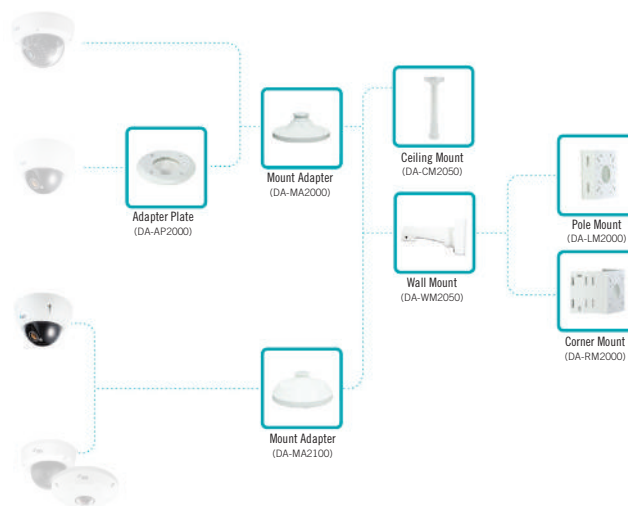 Ceiling Mount
(DA-CM2050)
Mount Adapter
(DA-MA2000)
Adapter Plate
(DA-AP2000)
Pole Mount
(DA-LM2000)
Wall Mount
(DA-WM2050)
Corner Mount
(DA-RM2000)
Mount Adapter
(DA-MA2100)